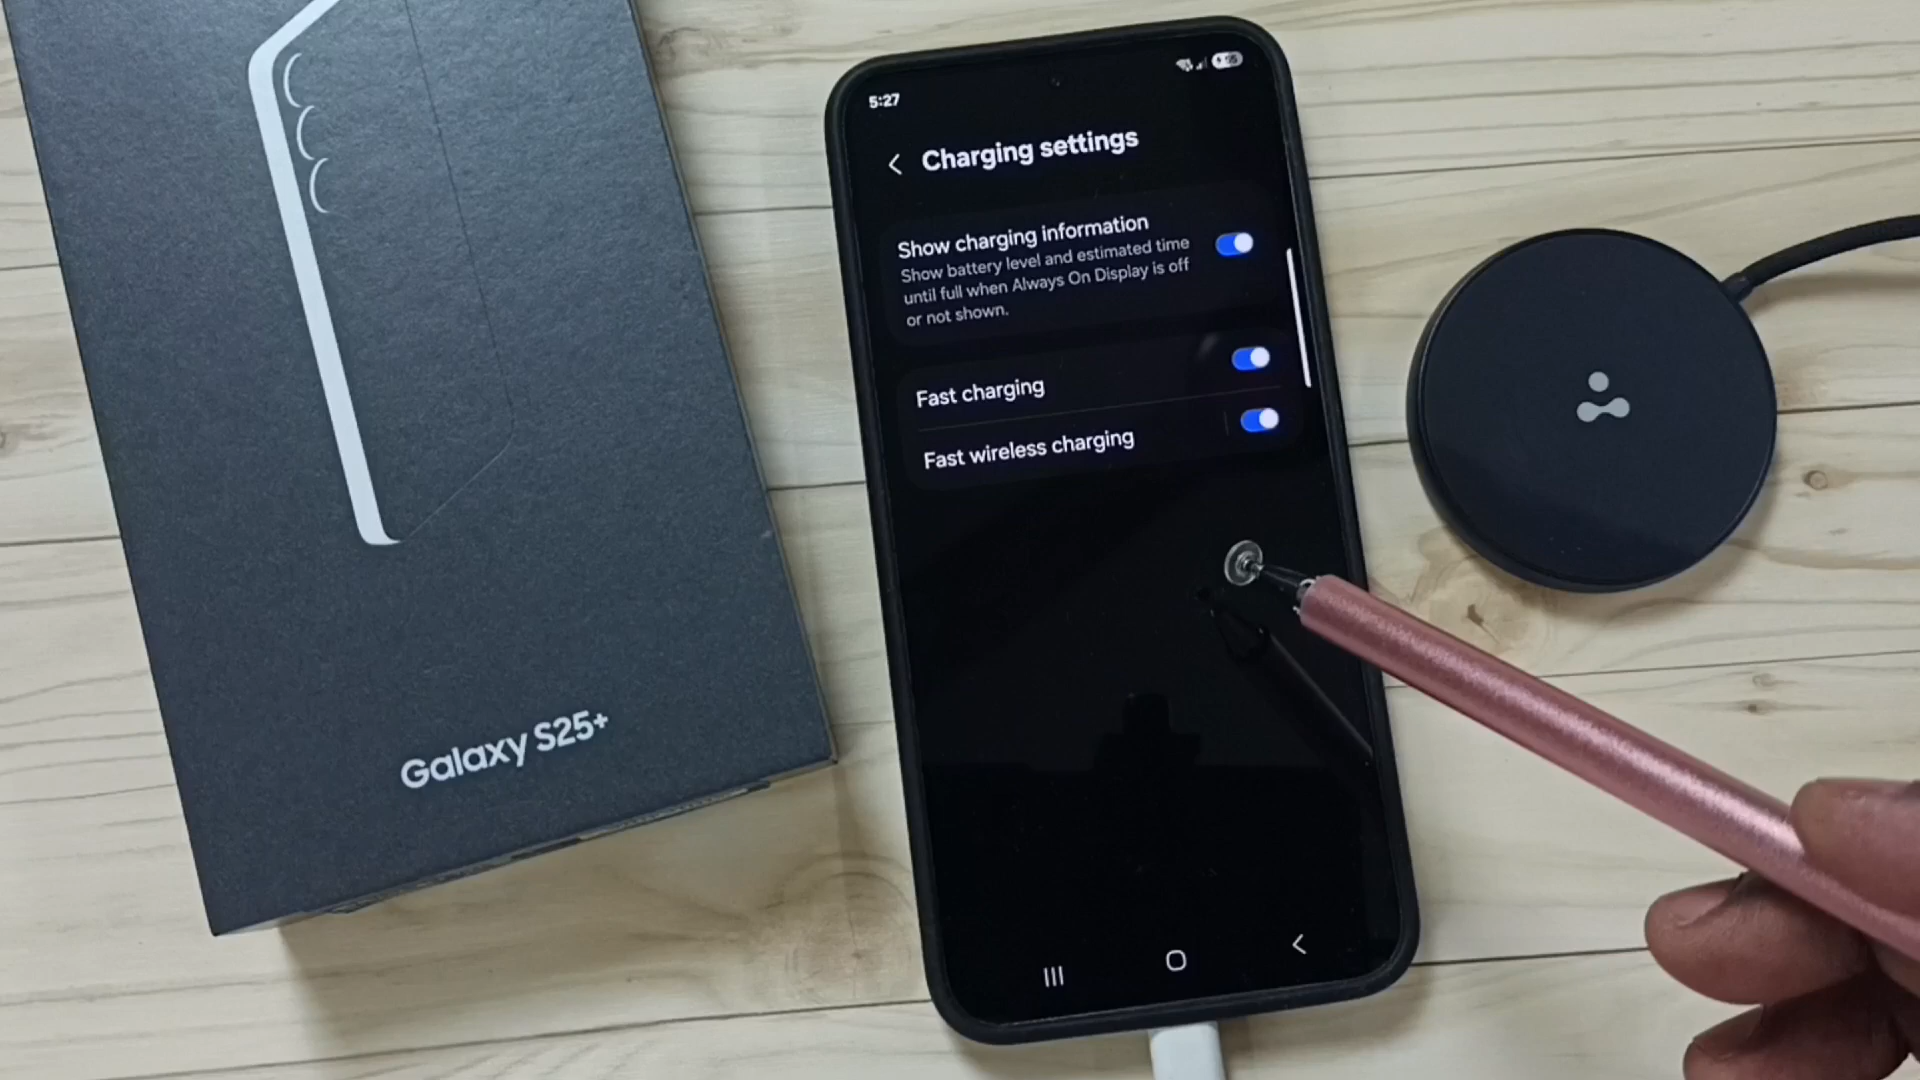 Galaxy S25+
5:27
Charging settings
Show charging information
Show battery level and estimated time
until full when Always On Display is off
or not shown.
Fast charging
Fast wireless charging